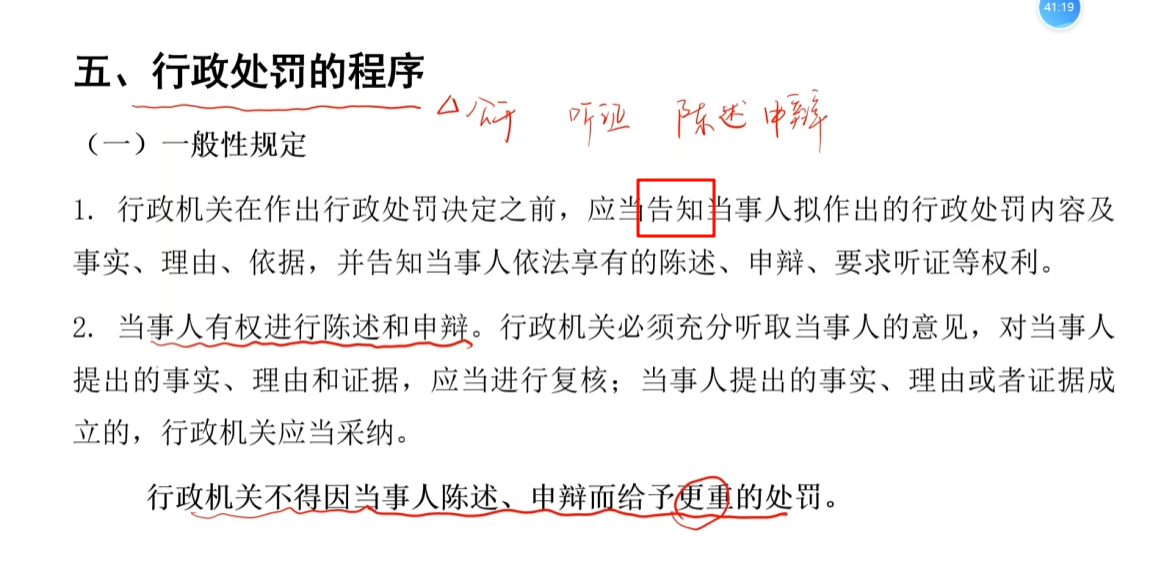 41:19
五、行政处罚的程序
△公开 听证 陈述申辩
（一）一般性规定
1. 行政机关在作出行政处罚决定之前，应当告知当事人拟作出的行政处罚内容及
事实、理由、依据，并告知当事人依法享有的陈述、申辩、要求听证等权利。
2. 当事人有权进行陈述和申辩。行政机关必须充分听取当事人的意见，对当事人
提出的事实、理由和证据，应当进行复核；当事人提出的事实、理由或者证据成
立的，行政机关应当采纳。
行政机关不得因当事人陈述、申辩而给予更重的处罚。